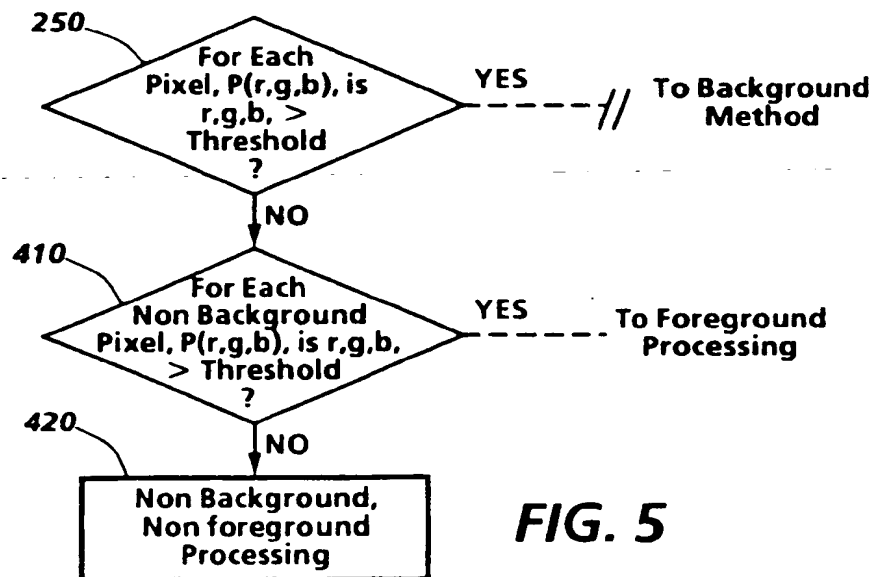 250
For Each
Pixel, P(r,g,b), is
r,g,b, >
Threshold
?
YES
To Background
Method
NO
410
For Each
Non Background
Pixel, P(r,g,b), is r,g,b,
> Threshold
?
YES
To Foreground
Processing
NO
420
Non Background,
Non foreground
Processing
FIG. 5